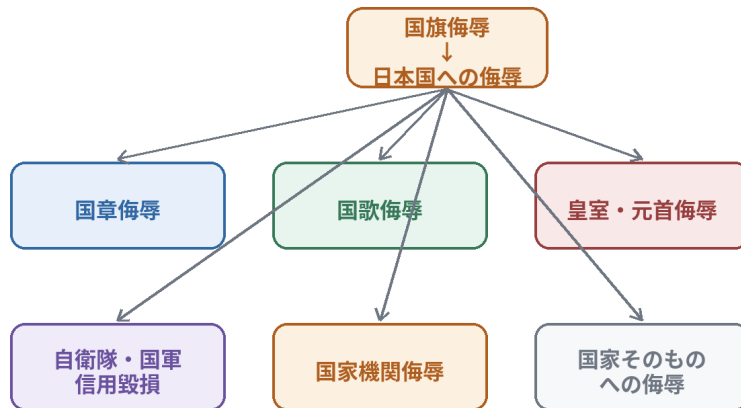 国旗侮辱
↓
日本国への侮辱
国章侮辱
国歌侮辱
皇室・元首侮辱
自衛隊・国軍
信用毀損
国家機関侮辱
国家そのもの
への侮辱